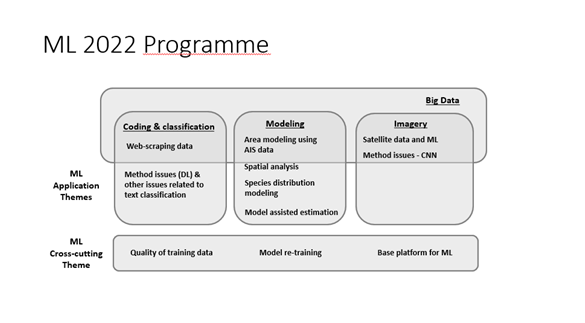 ML 2022 Programme
Big Data
Coding & classification
Web-scraping data
Method issues (DL) &
other issues related to
text classification
Modeling
Area modeling using
AIS data
Spatial analysis
Species distribution
modeling
Model assisted estimation
Imagery
Satellite data and ML
Method issues - CNN
ML
Application
Themes
ML
Cross-cutting
Theme
Quality of training data
Model re-training
Base platform for ML